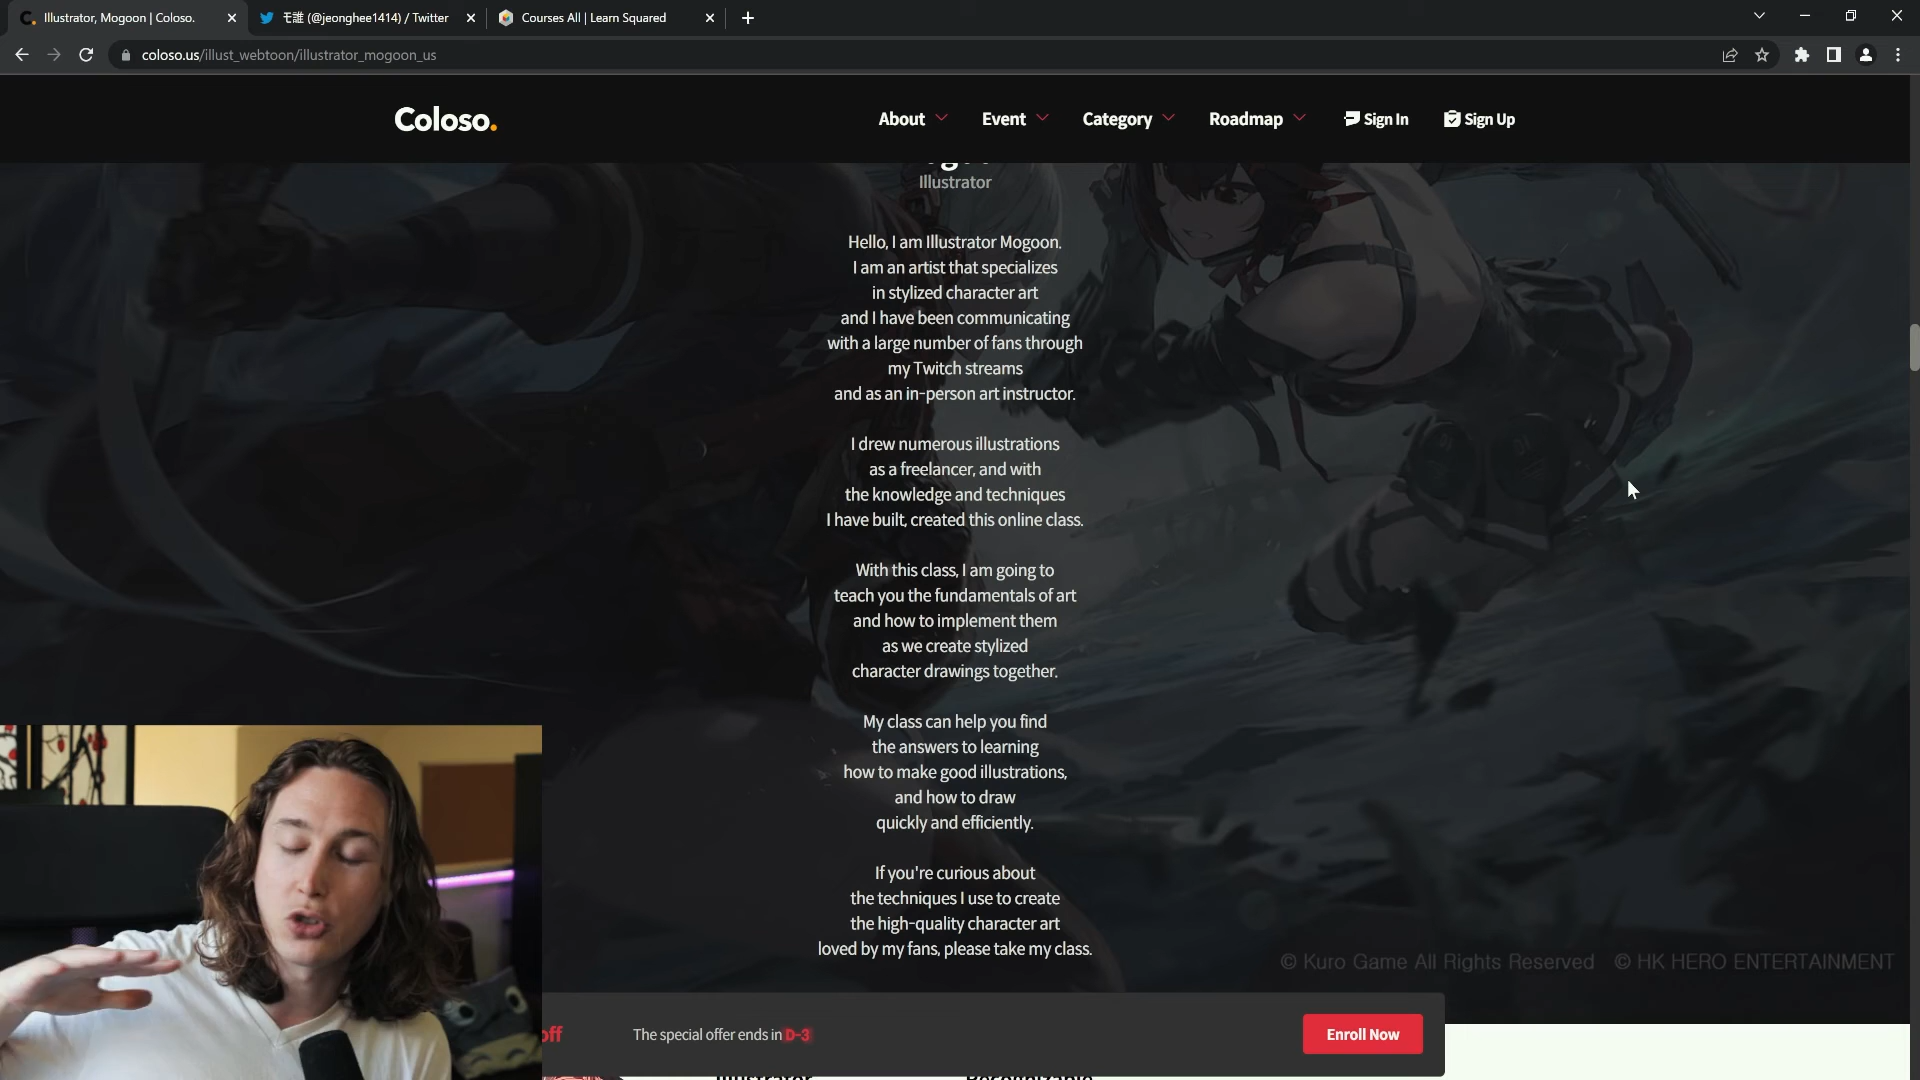 Illustrator, Mogoon | Coloso.
モ誰 (@jeonghee1414) / Twitter
Courses All | Learn Squared
coloso.us/illust_webtoon/illustrator_mogoon_us
Coloso.
About
Event
Category
Roadmap
Sign In
Sign Up
Illustrator
Hello, I am Illustrator Mogoon.
I am an artist that specializes
in stylized character art
and I have been communicating
with a large number of fans through
my Twitch streams
and as an in-person art instructor.
I drew numerous illustrations
as a freelancer, and with
the knowledge and techniques
I have built, created this online class.
With this class, I am going to
teach you the fundamentals of art
and how to implement them
as we create stylized
character drawings together.
My class can help you find
the answers to learning
how to make good illustrations,
and how to draw
quickly and efficiently.
If you're curious about
the techniques I use to create
the high-quality character art
loved by my fans, please take my class.
© Kuro Game All Rights Reserved © HK HERO ENTERTAINMENT
off
The special offer ends in D-3
Enroll Now